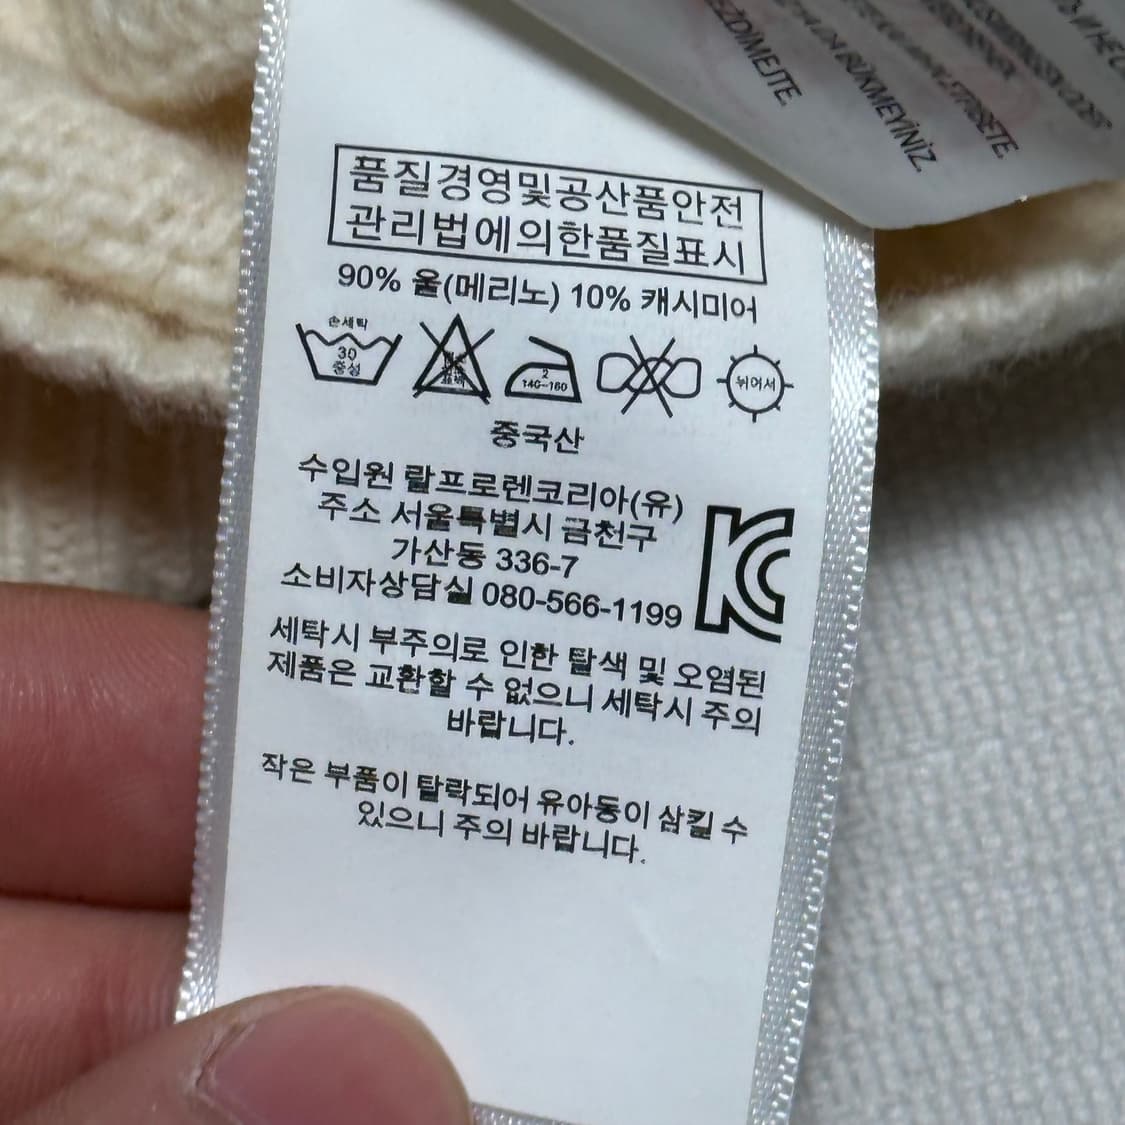 EZDİMEJTE.
BÜKMEYİNİZ.
품질경영및공산품안전
관리법에의한품질표시
90% 울(메리노) 10% 캐시미어
손세탁
30
중성
2
140-160
뉘어서
중국산
수입원 랄프로렌코리아(유)
주소 서울특별시 금천구
가산동 336-7
소비자상담실 080-566-1199
KC
세탁시 부주의로 인한 탈색 및 오염된
제품은 교환할 수 없으니 세탁시 주의
바랍니다.
작은 부품이 탈락되어 유아동이 삼킬 수
있으니 주의 바랍니다.